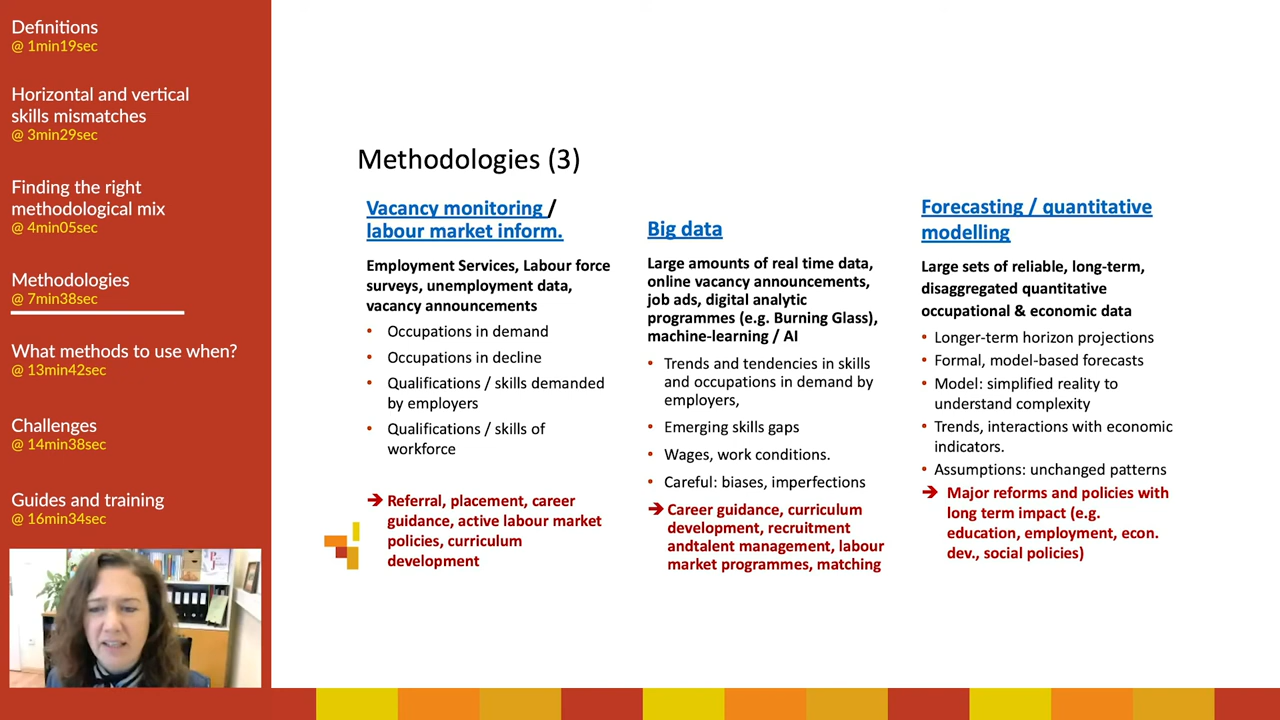 Definitions
@ 1min19sec
Horizontal and vertical
skills mismatches
@ 3min29sec
Finding the right
methodological mix
@ 4min05sec
Methodologies
@ 7min38sec
What methods to use when?
@ 13min42sec
Challenges
@ 14min38sec
Guides and training
@ 16min34sec
Methodologies (3)
Vacancy monitoring /
labour market inform.
Employment Services, Labour force
surveys, unemployment data,
vacancy announcements
• Occupations in demand
• Occupations in decline
• Qualifications / skills demanded
by employers
• Qualifications / skills of
workforce
➔ Referral, placement, career
guidance, active labour market
policies, curriculum
development
Big data
Large amounts of real time data,
online vacancy announcements,
job ads, digital analytic
programmes (e.g. Burning Glass),
machine-learning / AI
• Trends and tendencies in skills
and occupations in demand by
employers,
• Emerging skills gaps
• Wages, work conditions.
• Careful: biases, imperfections
➔ Career guidance, curriculum
development, recruitment
andtalent management, labour
market programmes, matching
Forecasting / quantitative
modelling
Large sets of reliable, long-term,
disaggregated quantitative
occupational & economic data
• Longer-term horizon projections
• Formal, model-based forecasts
• Model: simplified reality to
understand complexity
• Trends, interactions with economic
indicators.
• Assumptions: unchanged patterns
➔ Major reforms and policies with
long term impact (e.g.
education, employment, econ.
dev., social policies)